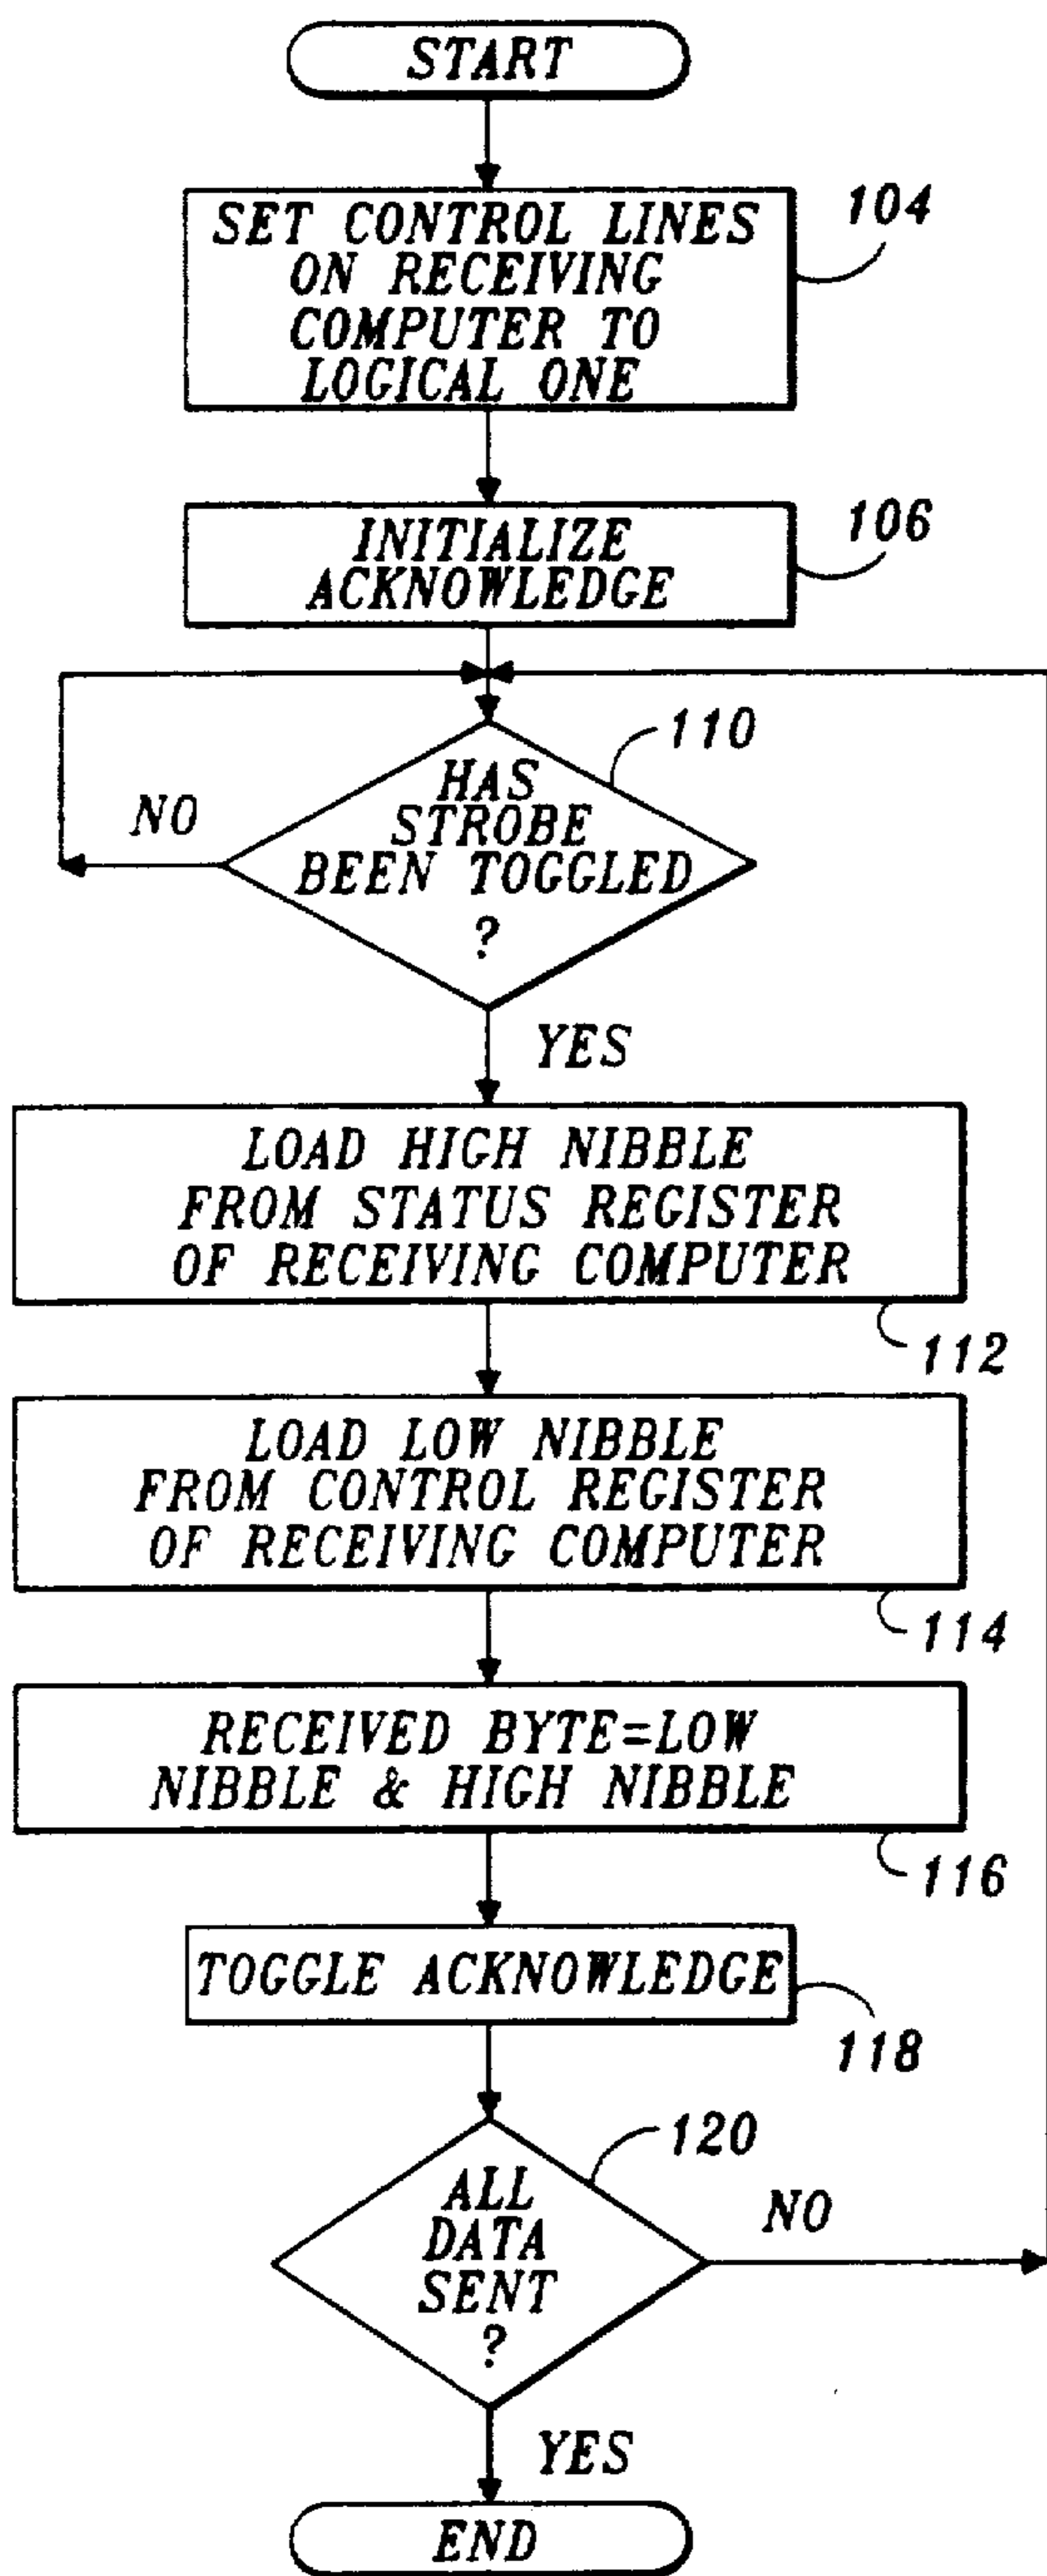 START
SET CONTROL LINES
ON RECEIVING
COMPUTER TO
LOGICAL ONE
104
INITIALIZE
ACKNOWLEDGE
106
HAS
STROBE
BEEN TOGGLED
?
110
NO
YES
LOAD HIGH NIBBLE
FROM STATUS REGISTER
OF RECEIVING COMPUTER
112
LOAD LOW NIBBLE
FROM CONTROL REGISTER
OF RECEIVING COMPUTER
114
RECEIVED BYTE=LOW
NIBBLE & HIGH NIBBLE
116
TOGGLE ACKNOWLEDGE
118
ALL
DATA
SENT
?
120
NO
YES
END